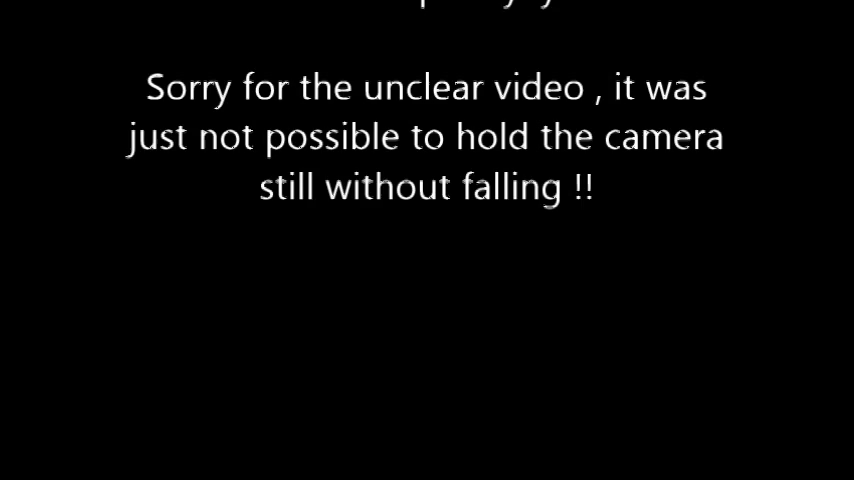 Sorry for the unclear video , it was
just not possible to hold the camera
still without falling !!